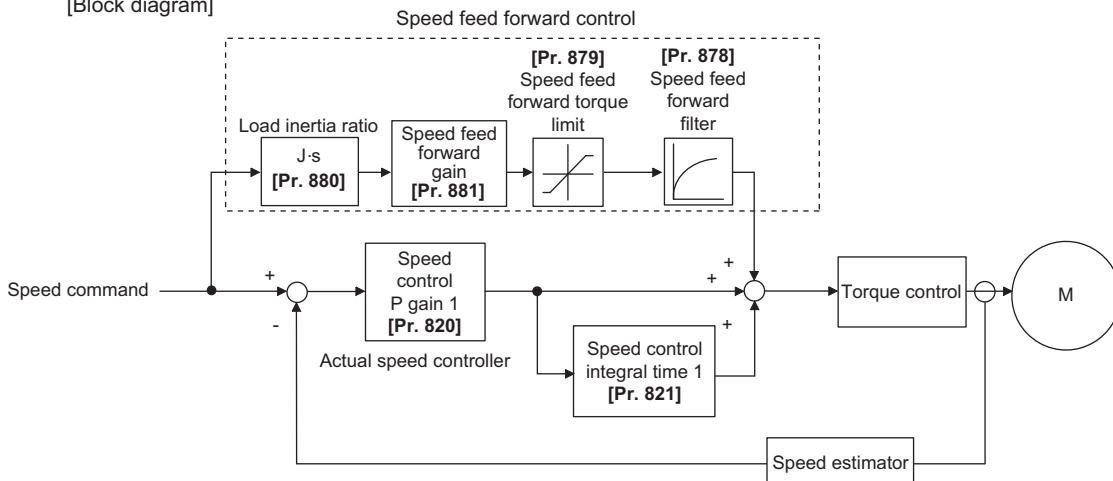 [Block diagram]
Speed feed forward control
[Pr. 879]
Speed feed
forward torque
limit
[Pr. 878]
Speed feed
forward
filter
Load inertia ratio
J·s
[Pr. 880]
Speed feed
forward
gain
[Pr. 881]
Speed command
+
-
Speed
control
P gain 1
[Pr. 820]
Actual speed controller
+
+
+
Speed control
integral time 1
[Pr. 821]
Torque control
M
Speed estimator